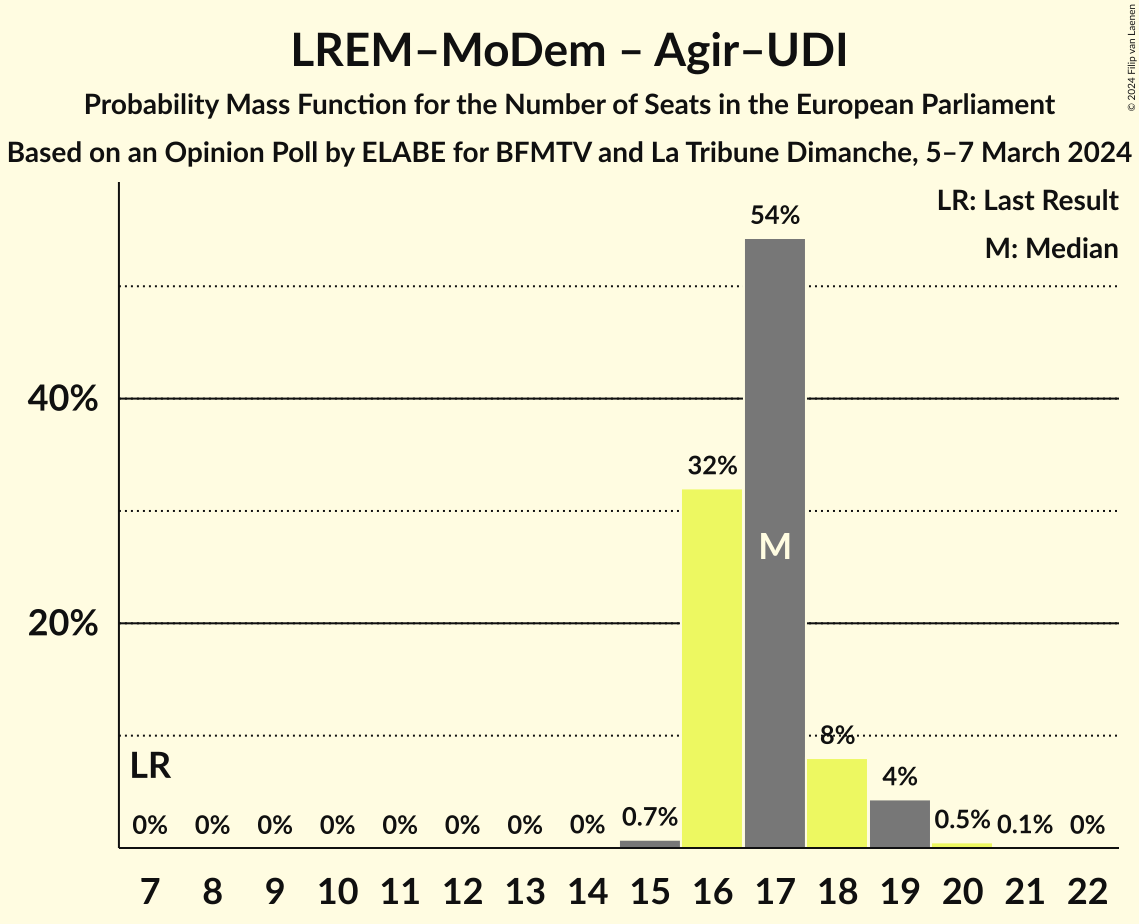 LREM–MoDem – Agir–UDI
Probability Mass Function for the Number of Seats in the European Parliament
Based on an Opinion Poll by ELABE for BFMTV and La Tribune Dimanche, 5–7 March 2024
© 2024 Filip van Laenen
LR: Last Result
M: Median
54%
40%
32%
M
20%
8%
LR
4%
0% 0% 0% 0% 0% 0% 0% 0% 0.7% 0.5% 0.1% 0%
7 8 9 10 11 12 13 14 15 16 17 18 19 20 21 22